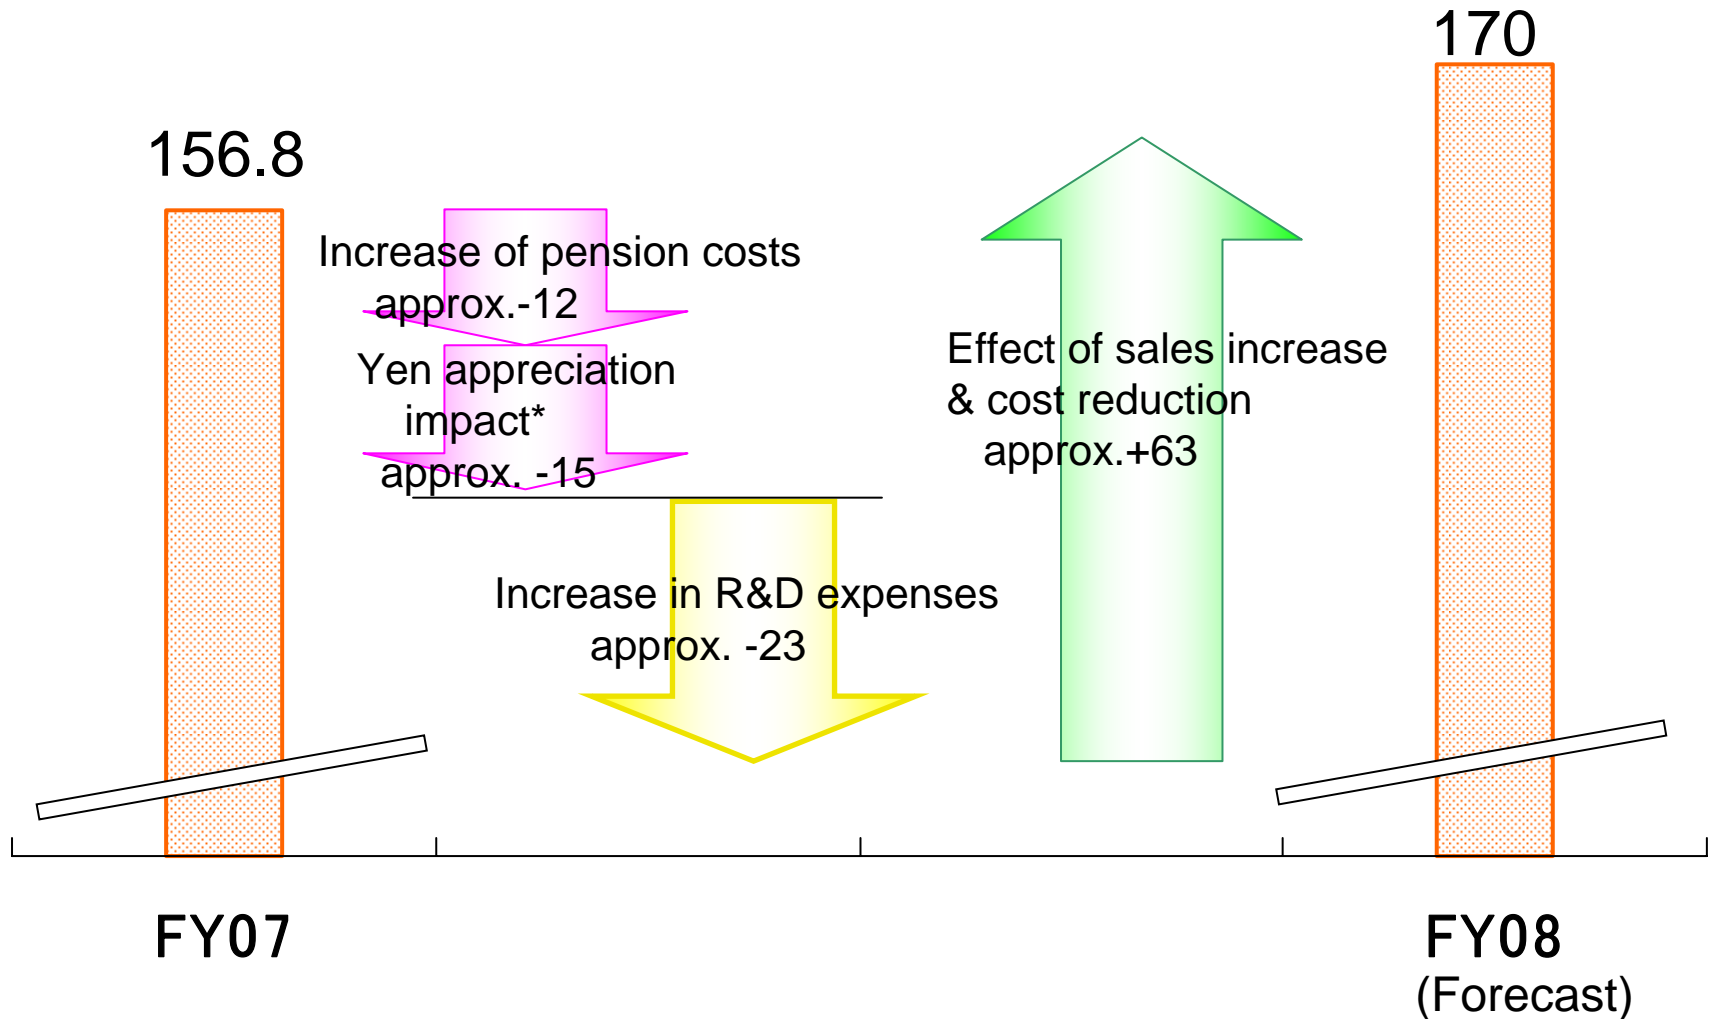 156.8
Increase of pension costs
approx.-12
Yen appreciation
impact*
approx. -15
Increase in R&D expenses
approx. -23
Effect of sales increase
& cost reduction
approx.+63
170
FY07
FY08
(Forecast)